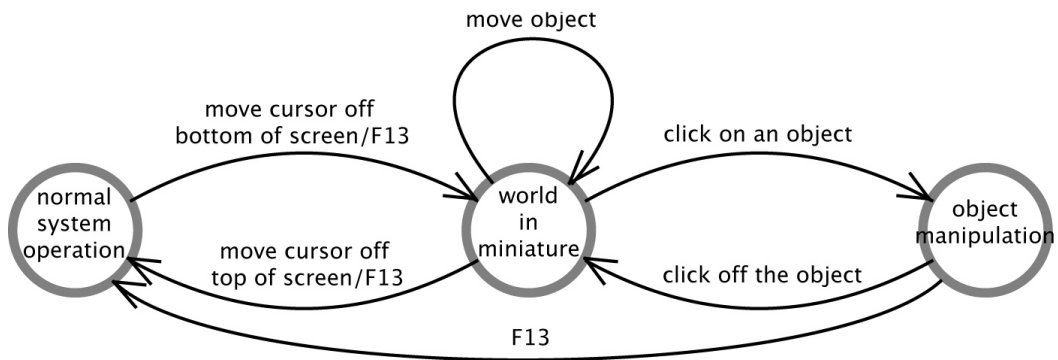 move object
move cursor off
bottom of screen/F13
click on an object
normal
system
operation
world
in
miniature
object
manipulation
move cursor off
top of screen/F13
click off the object
F13